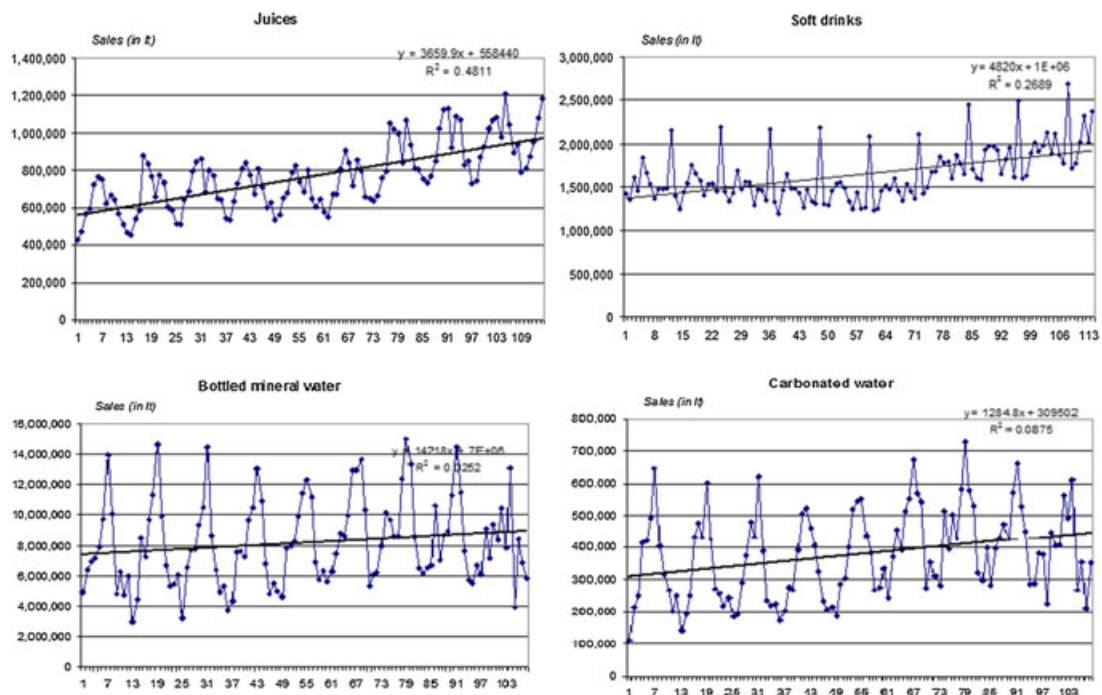 Juices
Sales (in lt)
y = 3659.9x + 558440
R² = 0.4811
1,400,000
1,200,000
1,000,000
800,000
600,000
400,000
200,000
0
1 7 13 19 25 31 37 43 49 55 61 67 73 79 85 91 97 103 109
Soft drinks
Sales (in lt)
y = 4820x + 1E+06
R² = 0.2689
3,000,000
2,500,000
2,000,000
1,500,000
1,000,000
500,000
0
1 8 15 22 29 36 43 50 57 64 71 78 85 92 99 106 113
Bottled mineral water
Sales (in lt)
y = 14218x + 7E+06
R² = 0.0252
16,000,000
14,000,000
12,000,000
10,000,000
8,000,000
6,000,000
4,000,000
2,000,000
0
1 7 13 19 25 31 37 43 49 55 61 67 73 79 85 91 97 103
Carbonated water
Sales (in lt)
y = 1284.8x + 309502
R² = 0.0875
800,000
700,000
600,000
500,000
400,000
300,000
200,000
100,000
0
1 7 13 19 25 31 37 43 49 55 61 67 73 79 85 91 97 103